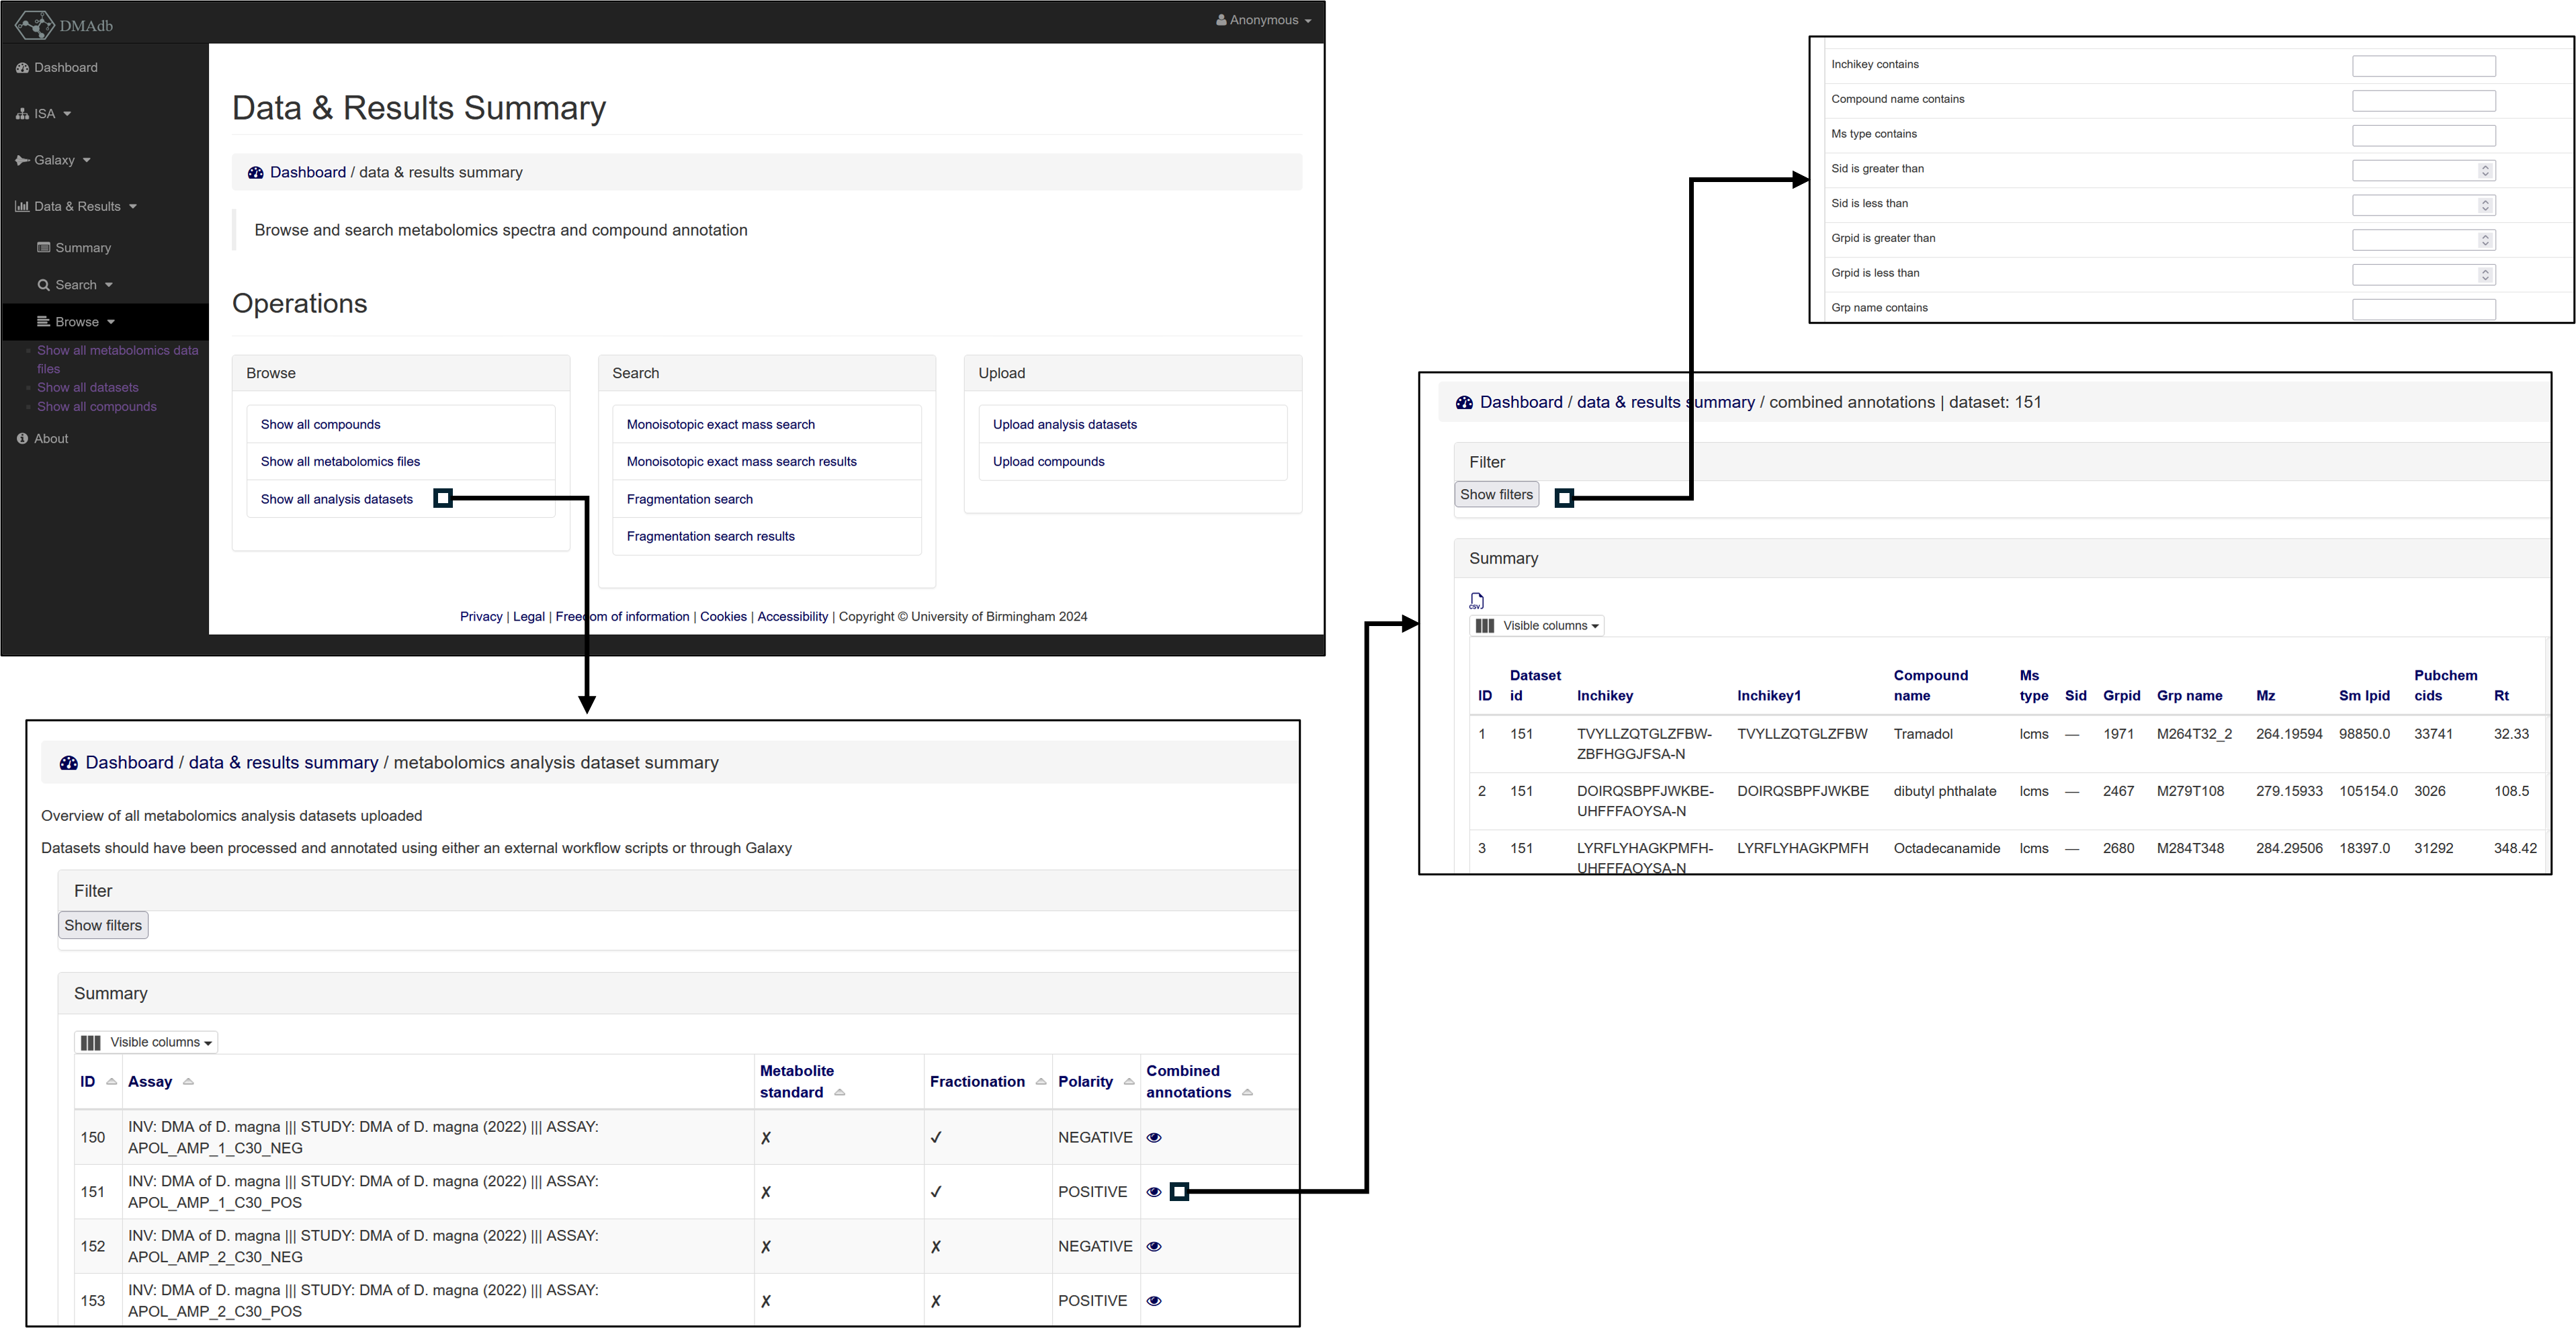 DMAdb
Anonymous
Dashboard
ISA
Galaxy
Data & Results
Summary
Search
Browse
Show all metabolomics data
files
Show all datasets
Show all compounds
About
Data & Results Summary
Dashboard / data & results summary
Browse and search metabolomics spectra and compound annotation
Operations
Browse
Show all compounds
Show all metabolomics files
Show all analysis datasets
Search
Monoisotopic exact mass search
Monoisotopic exact mass search results
Fragmentation search
Fragmentation search results
Upload
Upload analysis datasets
Upload compounds
Privacy | Legal | Freedom of information | Cookies | Accessibility | Copyright © University of Birmingham 2024
Dashboard / data & results summary / metabolomics analysis dataset summary
Overview of all metabolomics analysis datasets uploaded
Datasets should have been processed and annotated using either an external workflow scripts or through Galaxy
Filter
Show filters
Summary
Visible columns
ID Assay Metabolite standard Fractionation Polarity Combined annotations
150 INV: DMA of D. magna ||| STUDY: DMA of D. magna (2022) ||| ASSAY:
APOL_AMP_1_C30_NEG ✗ ✓ NEGATIVE
151 INV: DMA of D. magna ||| STUDY: DMA of D. magna (2022) ||| ASSAY:
APOL_AMP_1_C30_POS ✗ ✓ POSITIVE
152 INV: DMA of D. magna ||| STUDY: DMA of D. magna (2022) ||| ASSAY:
APOL_AMP_2_C30_NEG ✗ ✗ NEGATIVE
153 INV: DMA of D. magna ||| STUDY: DMA of D. magna (2022) ||| ASSAY:
APOL_AMP_2_C30_POS ✗ ✗ POSITIVE
Dashboard / data & results summary / combined annotations | dataset: 151
Filter
Show filters
Summary
CSV
Visible columns
ID Dataset id Inchikey Inchikey1 Compound name Ms type Sid Grpid Grp name Mz Sm lpid Pubchem cids Rt
1 151 TVYLLZQTGLZFBW- TVYLLZQTGLZFBW Tramadol lcms — 1971 M264T32_2 264.19594 98850.0 33741 32.33
ZBFHGGJFSA-N
2 151 DOIRQSBPFJWKBE- DOIRQSBPFJWKBE dibutyl phthalate lcms — 2467 M279T108 279.15933 105154.0 3026 108.5
UHFFFAOYSA-N
3 151 LYRFLYHAGKPMFH- LYRFLYHAGKPMFH Octadecanamide lcms — 2680 M284T348 284.29506 18397.0 31292 348.42
UHFFFAOYSA-N
Inchikey contains
Compound name contains
Ms type contains
Sid is greater than
Sid is less than
Grpid is greater than
Grpid is less than
Grp name contains